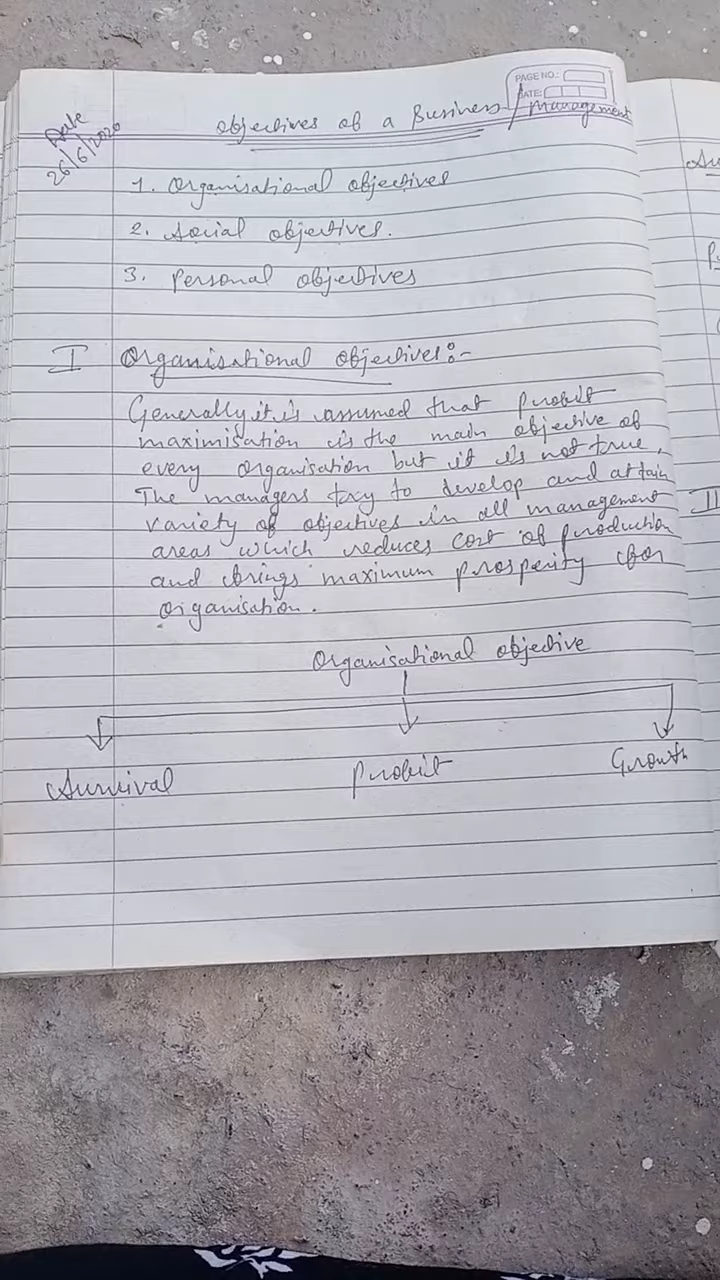 PAGE NO.:
DATE:
Date
26/6/2020
Objectives of a Business / Management
1. Organisational objectives
2. Social objectives.
3. Personal objectives
I Organisational objectives:-
Generally it is assumed that profit
maximisation is the main objective of
every organisation but it is not true.
The managers try to develop and attain
variety of objectives in all management
areas which reduces cost of production
and brings maximum prosperity for
organisation.
Organisational objective
Survival Profit Growth
II